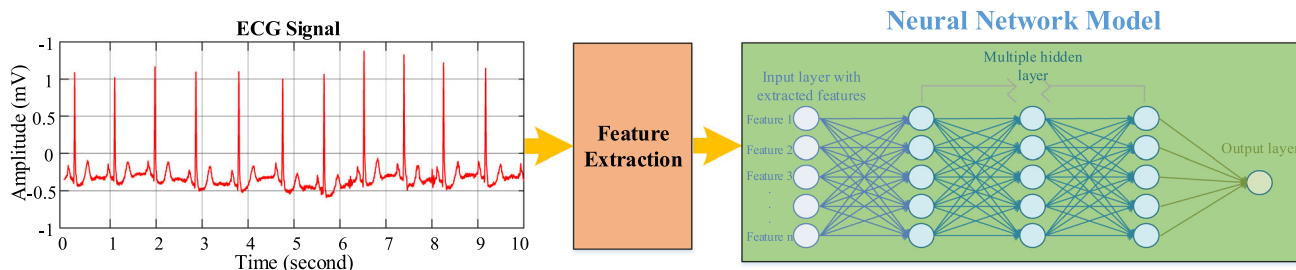 ECG Signal
Amplitude (mV)
-1
1
0.5
0
-0.5
-1
0 1 2 3 4 5 6 7 8 9 10
Time (second)
Feature
Extraction
Neural Network Model
Input layer with
extracted features
Multiple hidden
layer
Feature 1
Feature 2
Feature 3
.
.
Feature n
Output layer